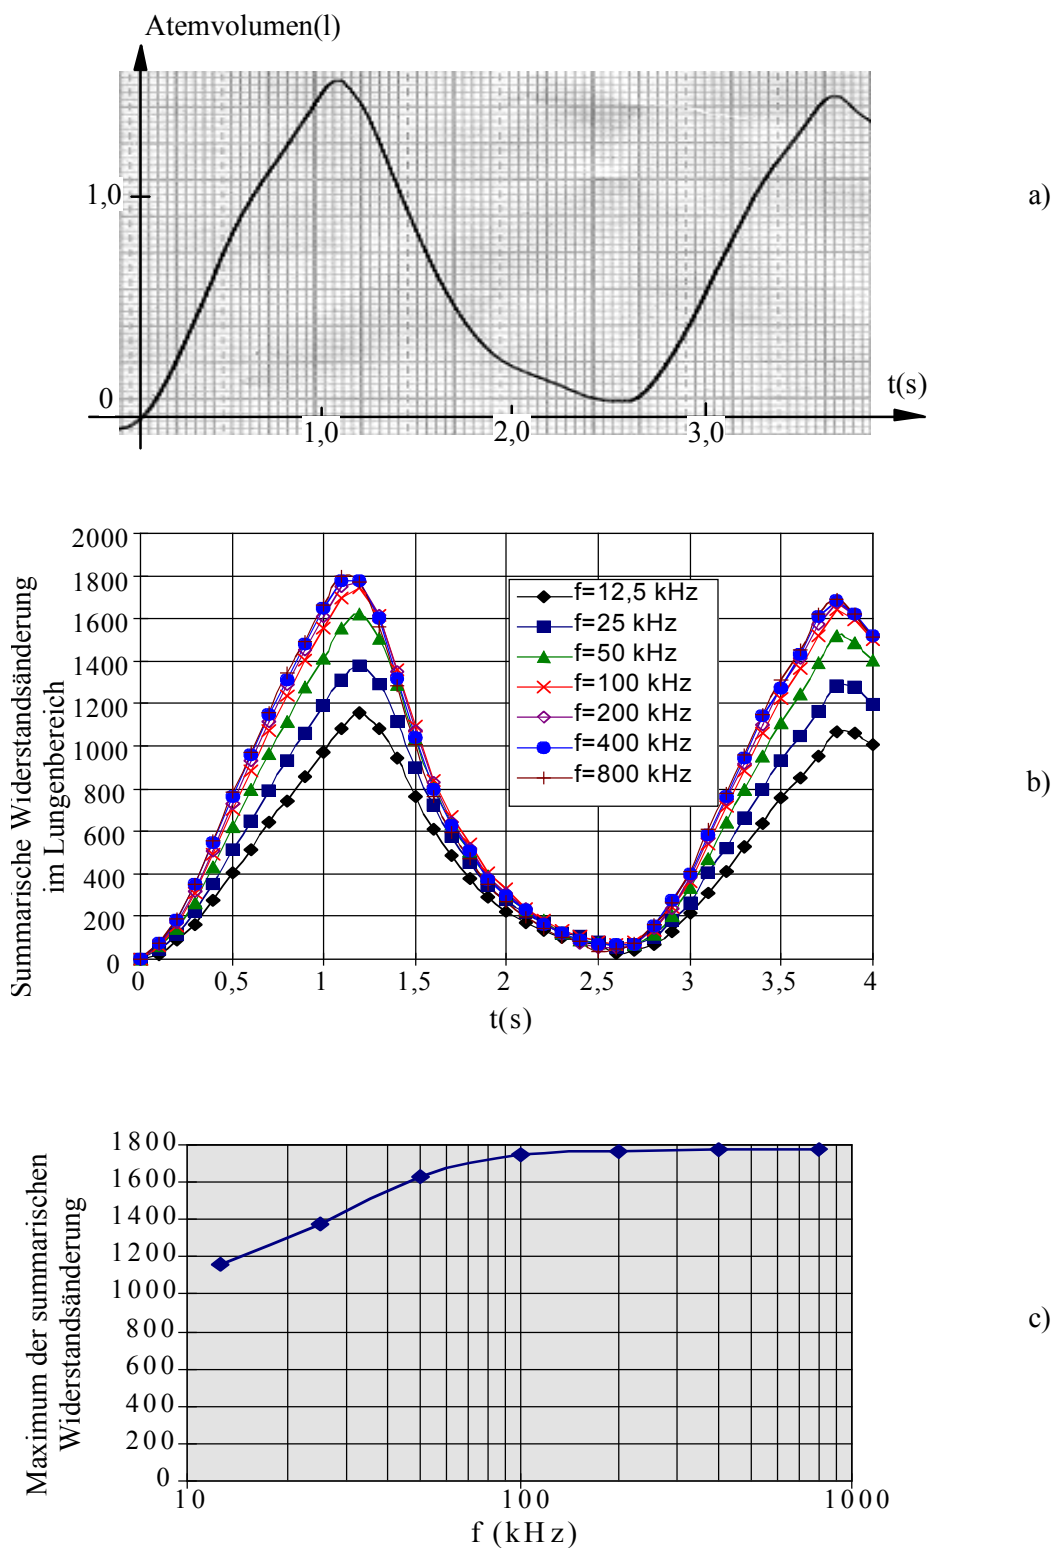 Atemvolumen(l)
1,0
a)
0
t(s)
1,0 2,0 3,0
Summarische Widerstandsänderung
im Lungenbereich
2000
1800
1600
1400
1200
1000
800
600
400
200
0
f=12,5 kHz
f=25 kHz
f=50 kHz
f=100 kHz
f=200 kHz
f=400 kHz
f=800 kHz
b)
0 0,5 1 1,5 2 2,5 3 3,5 4
t(s)
Maximum der summarischen
Widerstandsänderung
1800
1600
1400
1200
1000
800
600
400
200
0
c)
10 100 1000
f (kHz)